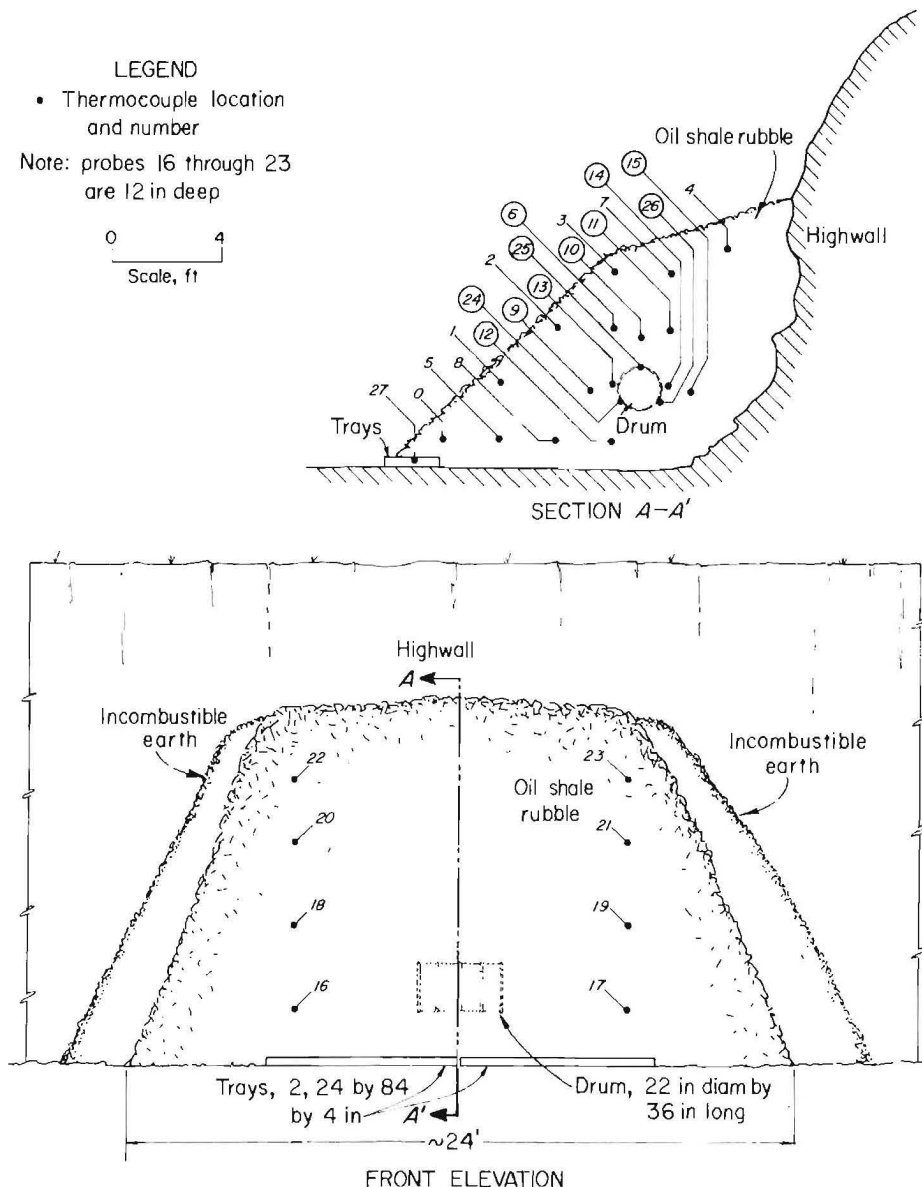 LEGEND
• Thermocouple location
and number
Note: probes 16 through 23
are 12 in deep
0 4
Scale, ft
Oil shale rubble
Highwall
15
14
4
7
26
6
3
11
25
10
2
13
24
9
12
1
8
5
0
27
Trays
Drum
SECTION A-A'
Highwall
A
Incombustible
earth
Incombustible
earth
22
23
Oil shale
rubble
20
21
18
19
16
17
Trays, 2, 24 by 84
by 4 in
Drum, 22 in diam by
36 in long
A'
~24'
FRONT ELEVATION